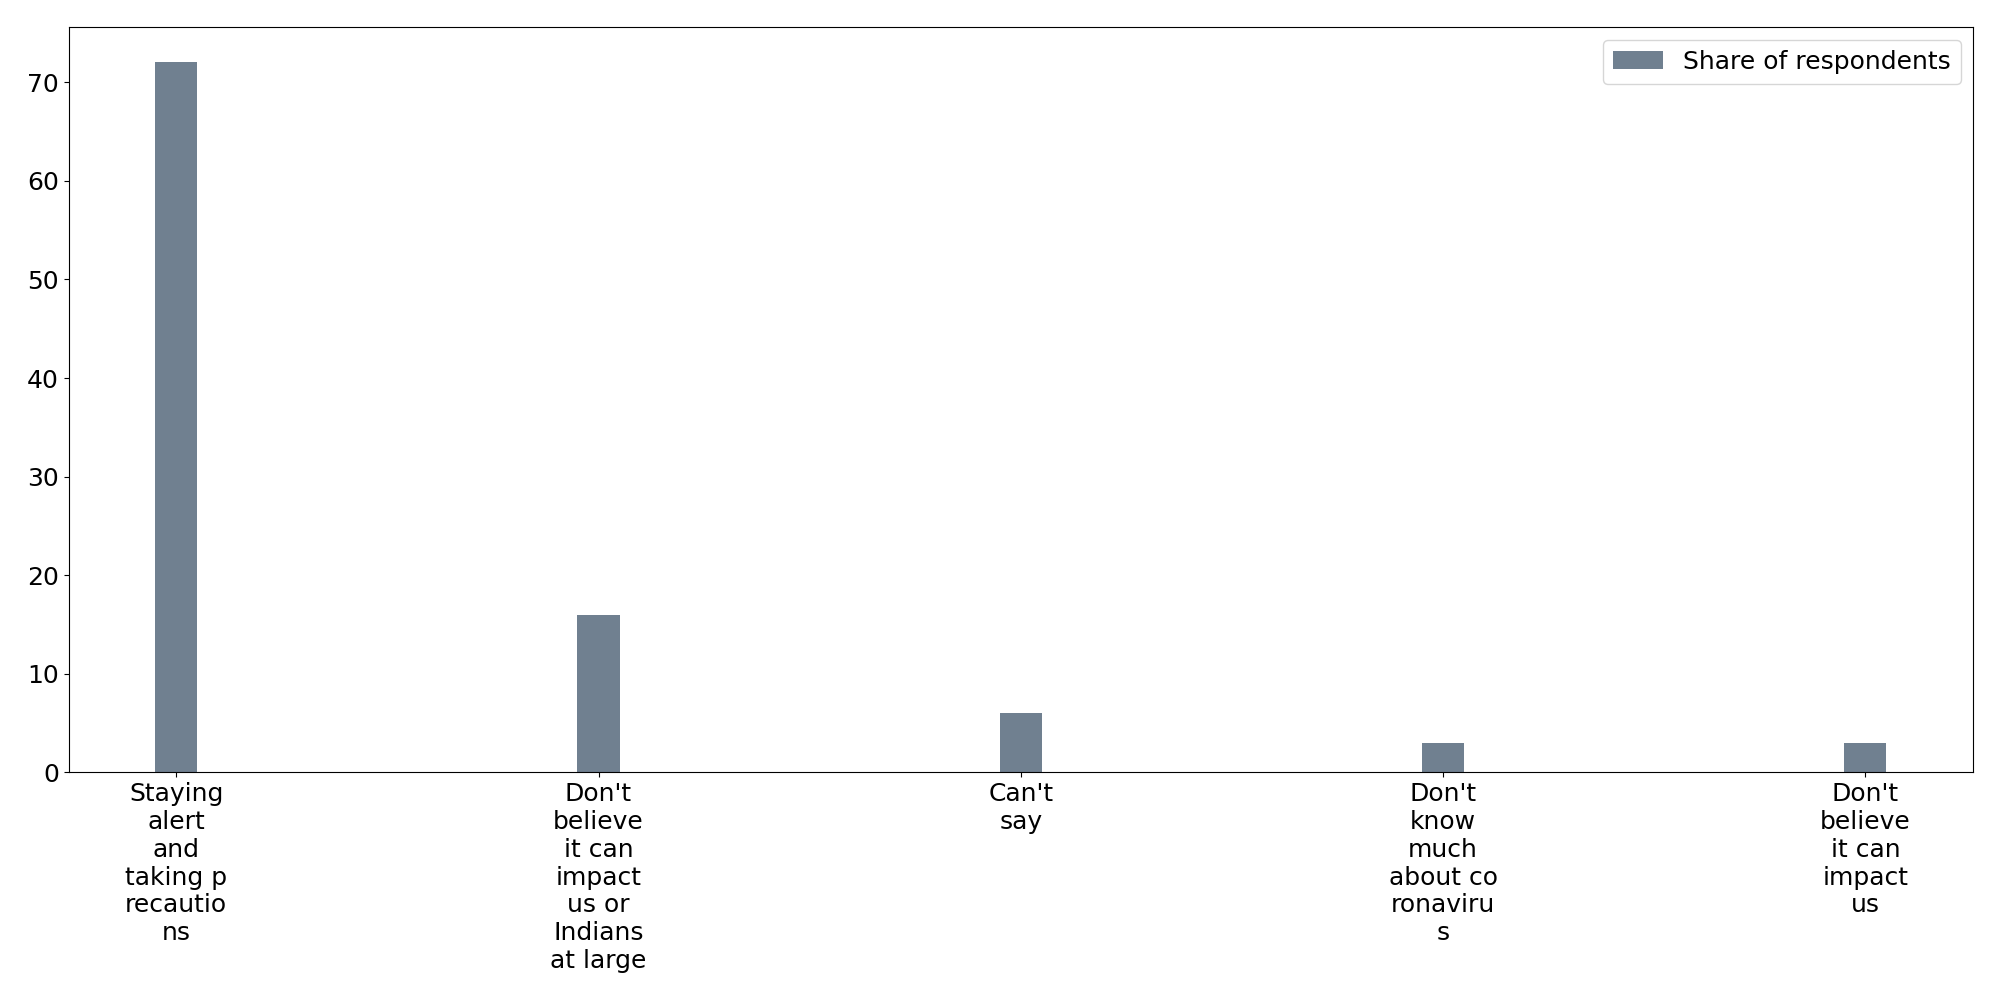 Share of respondents
70
60
50
40
30
20
10
0
Staying
alert
and
taking p
recautio
ns
Don't
believe
it can
impact
us or
Indians
at large
Can't
say
Don't
know
much
about co
ronaviru
s
Don't
believe
it can
impact
us